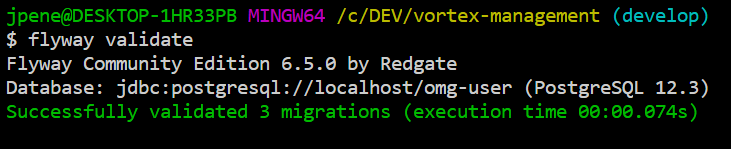 jpene@DESKTOP-1HR33PB MINGW64 /c/DEV/vortex-management (develop)
$ flyway validate
Flyway Community Edition 6.5.0 by Redgate
Database: jdbc:postgresql://localhost/omg-user (PostgreSQL 12.3)
Successfully validated 3 migrations (execution time 00:00.074s)